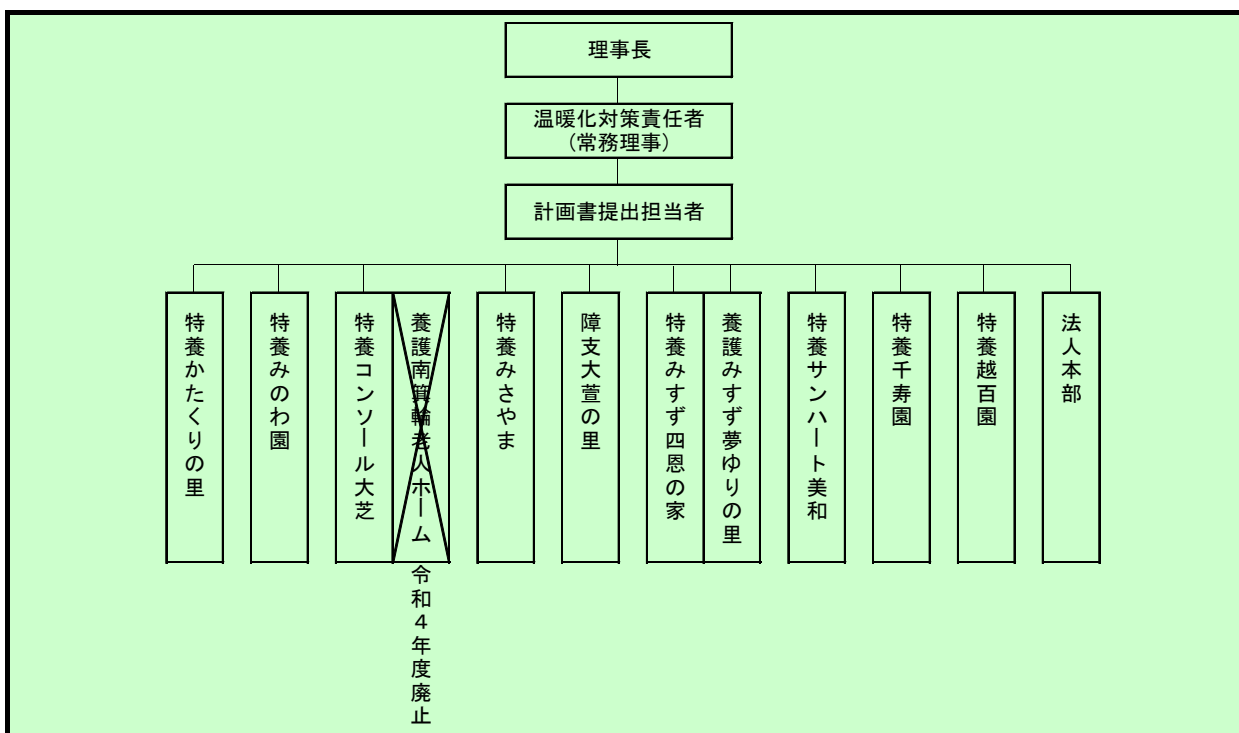 理事長
温暖化対策責任者
（常務理事）
計画書提出担当者
特養かたくりの里
特養みのわ園
特養コンソール大芝
養護南箕輪老人ホーム
令和４年度廃止
特養みさやま
障支大萱の里
特養みすず四恩の家
養護みすず夢ゆりの里
特養サンハート美和
特養千寿園
特養越百園
法人本部